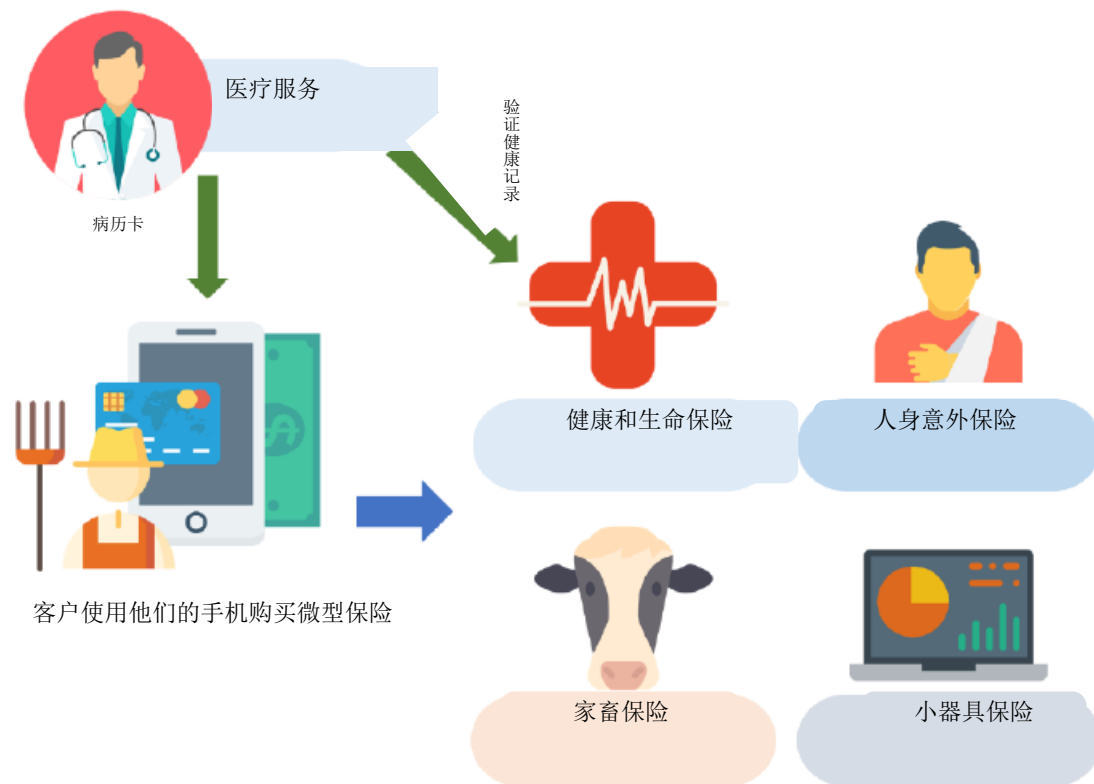 医疗服务
验证健康记录
病历卡
健康和生命保险
人身意外保险
客户使用他们的手机购买微型保险
家畜保险
小器具保险